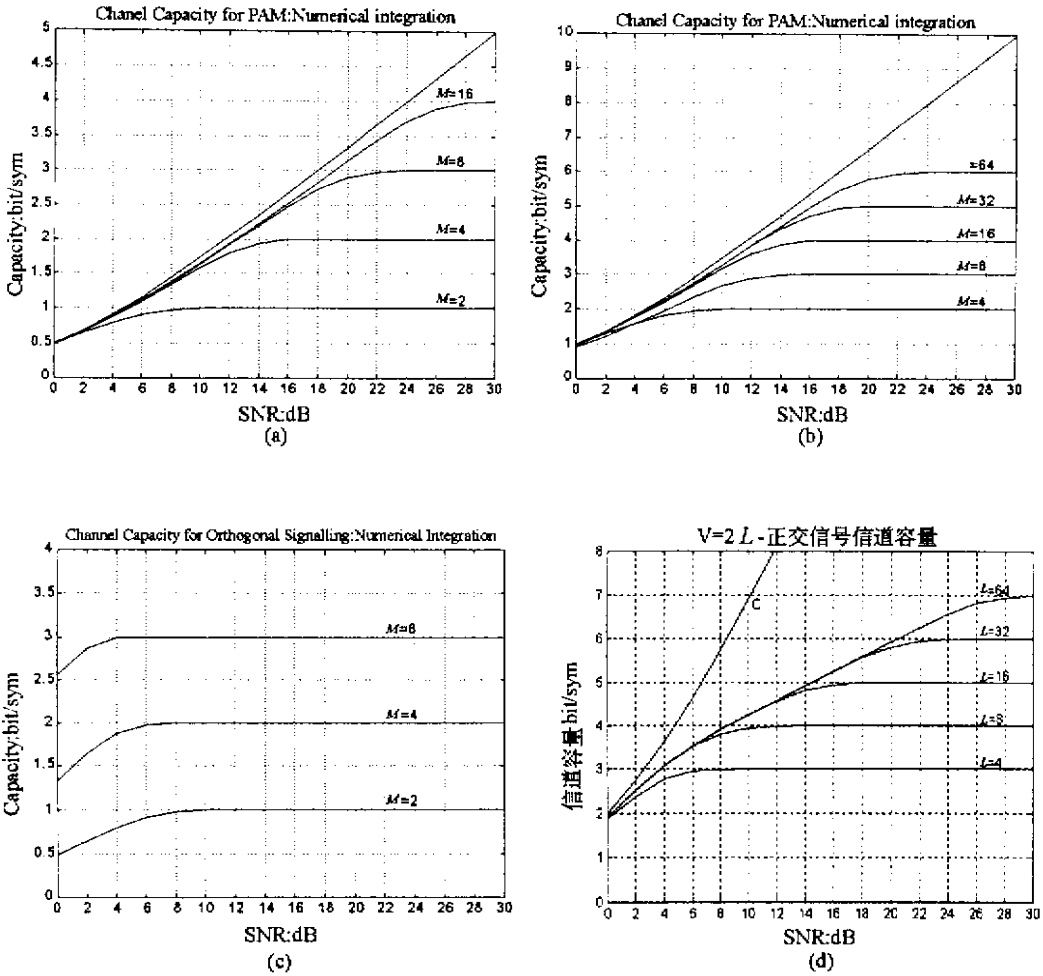 Chanel Capacity for PAM:Numerical integration
5
4.5
4
3.5
3
2.5
2
1.5
1
0.5
0
Capacity:bit/sym
M=16
M=8
M=4
M=2
0 2 4 6 8 10 12 14 16 18 20 22 24 26 28 30
SNR:dB
(a)
Chanel Capacity for PAM:Numerical integration
10
9
8
7
6
5
4
3
2
1
0
Capacity:bit/sym
=64
M=32
M=16
M=8
M=4
0 2 4 6 8 10 12 14 16 18 20 22 24 26 28 30
SNR:dB
(b)
Channel Capacity for Orthogonal Signalling:Numerical Integration
4
3.5
3
2.5
2
1.5
1
0.5
0
Capacity:bit/sym
M=8
M=4
M=2
0 2 4 6 8 10 12 14 16 18 20 22 24 26 28 30
SNR:dB
(c)
V=2 L -正交信号信道容量
8
7
6
5
4
3
2
1
0
信道容量:bit/sym
C
L=64
L=32
L=16
L=8
L=4
0 2 4 6 8 10 12 14 16 18 20 22 24 26 28 30
SNR:dB
(d)